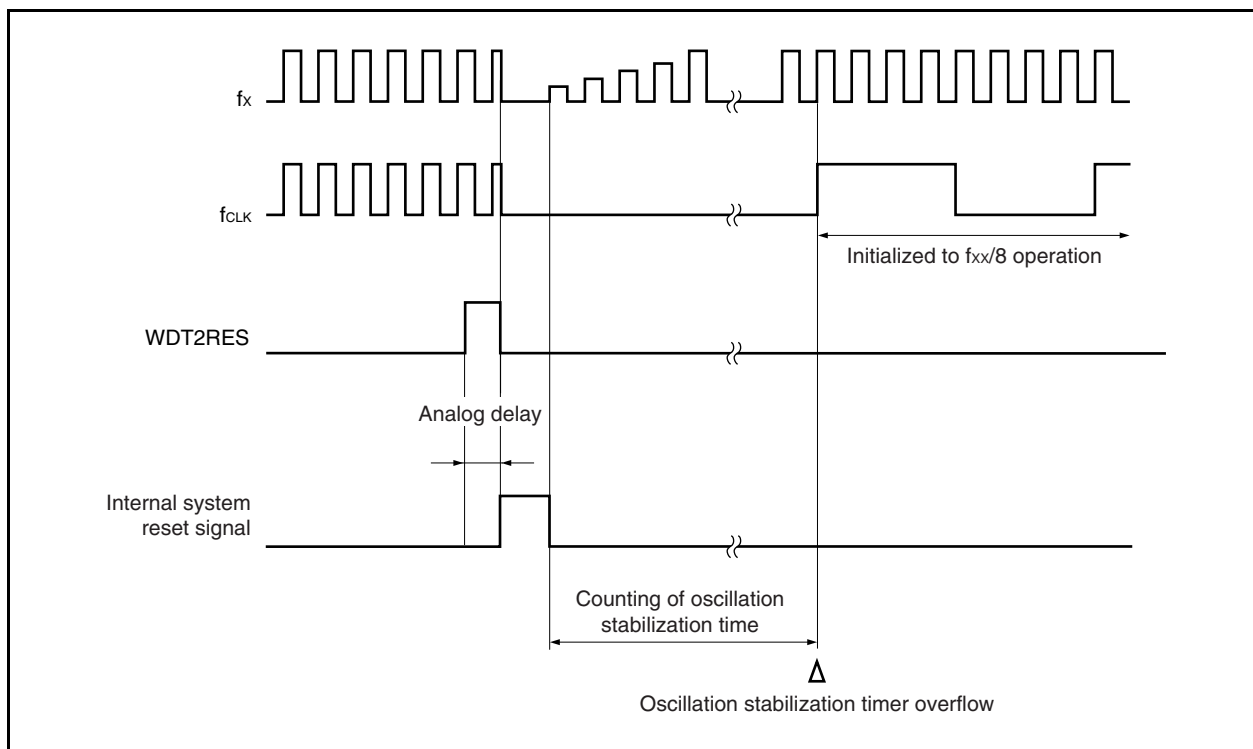 fX
fCLK
Initialized to fXX/8 operation
WDT2RES
Analog delay
Internal system
reset signal
Counting of oscillation
stabilization time
Oscillation stabilization timer overflow